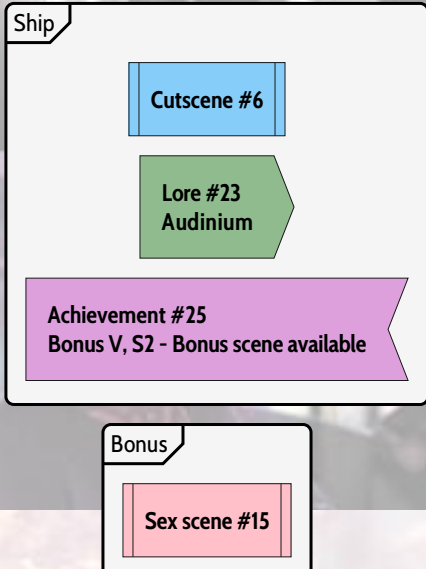 Ship
Cutscene #6
Lore #23
Audinium
Achievement #25
Bonus V, S2 - Bonus scene available
Bonus
Sex scene #15